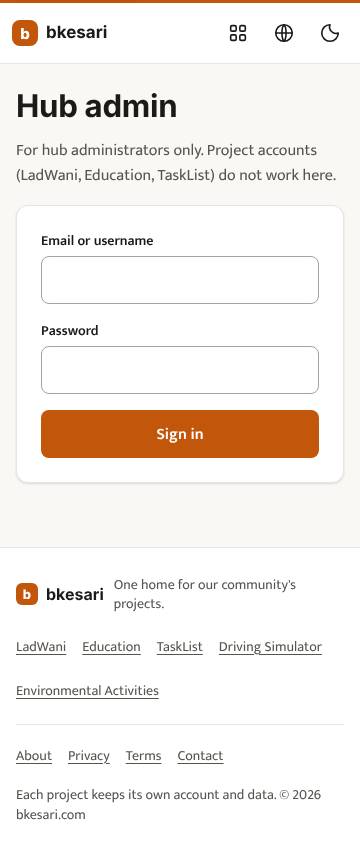 b bkesari
Hub admin
For hub administrators only. Project accounts
(LadWani, Education, TaskList) do not work here.
Email or username
Password
Sign in
b bkesari
One home for our community's
projects.
LadWani Education TaskList Driving Simulator
Environmental Activities
About Privacy Terms Contact
Each project keeps its own account and data. © 2026
bkesari.com